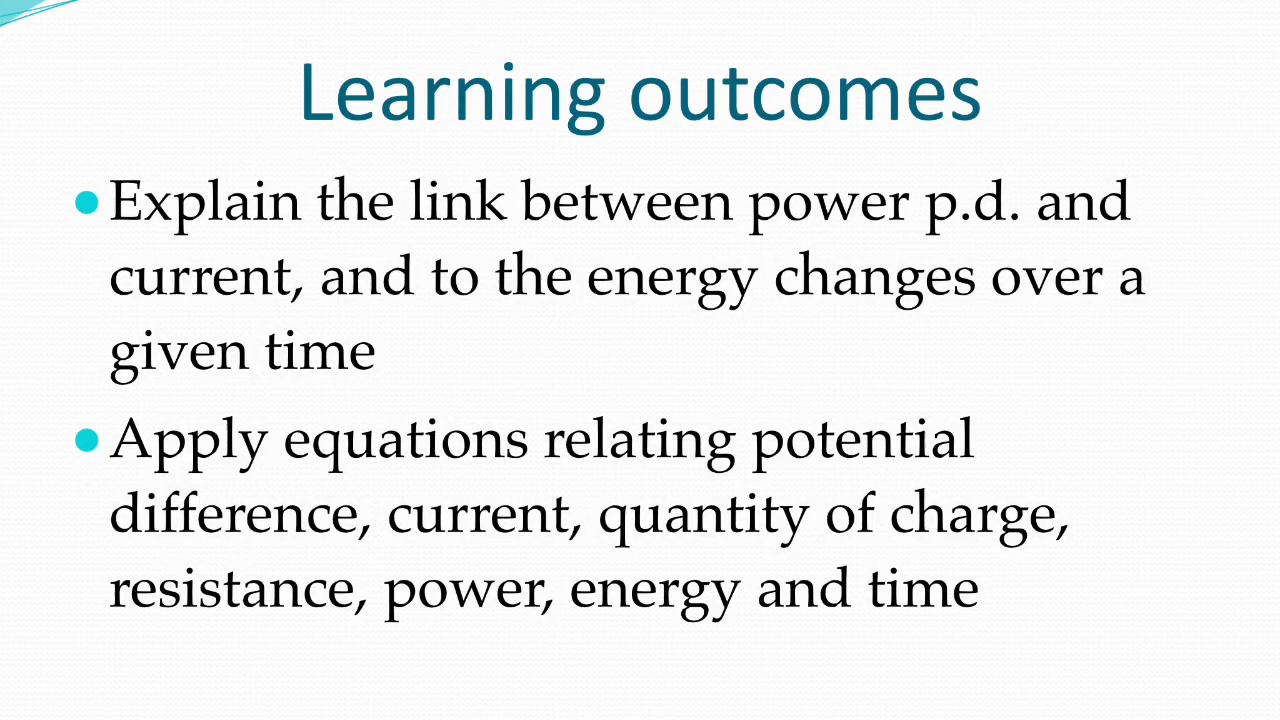 Learning outcomes
•Explain the link between power p.d. and
current, and to the energy changes over a
given time
•Apply equations relating potential
difference, current, quantity of charge,
resistance, power, energy and time